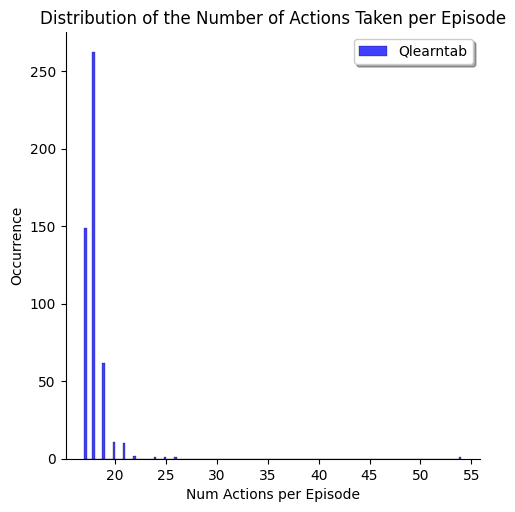 Distribution of the Number of Actions Taken per Episode
Qlearntab
250
200
150
100
50
0
Occurrence
20 25 30 35 40 45 50 55
Num Actions per Episode